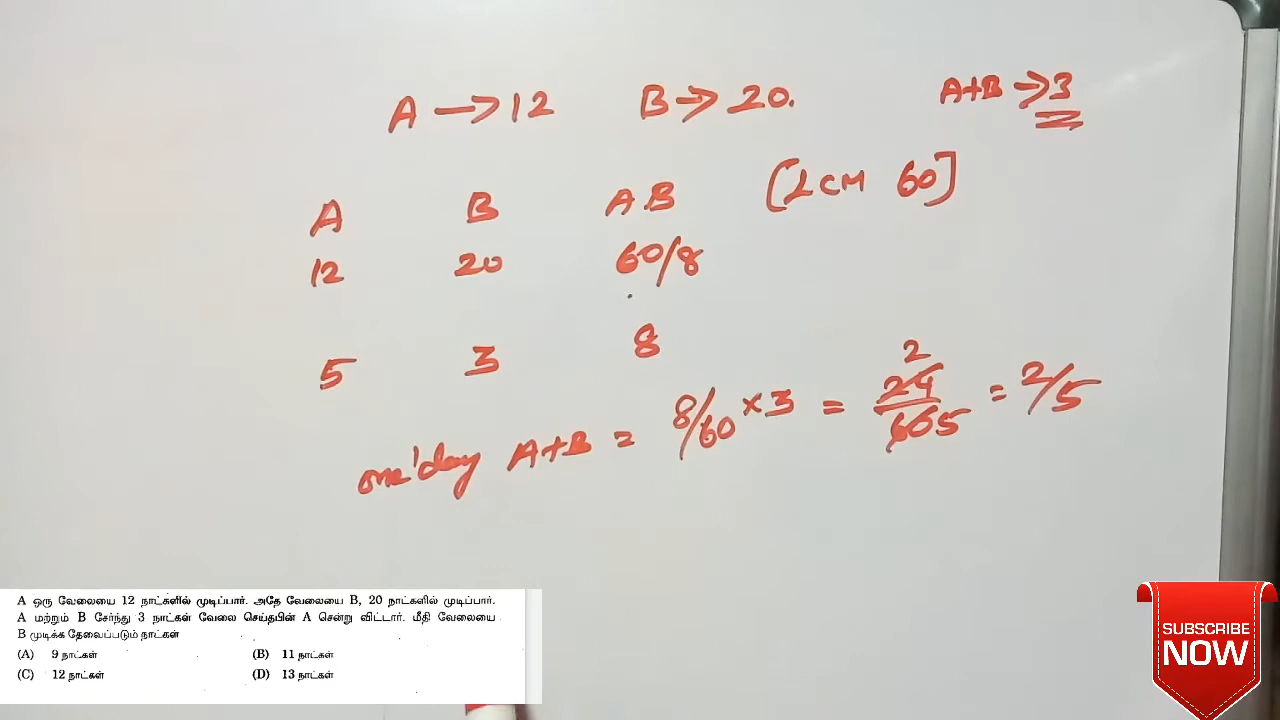 A → 12 B → 20. A+B → 3
A B AB [LCM 60]
12 20 60/8
5 3 8
one day A+B = 8/60 × 3 = 24/60 = 2/5
2
5
A ஒரு வேலையை 12 நாட்களில் முடிப்பார். அதே வேலையை B, 20 நாட்களில் முடிப்பார்.
A மற்றும் B சேர்ந்து 3 நாட்கள் வேலை செய்தபின் A சென்று விட்டார். மீதி வேலையை
B முடிக்க தேவைப்படும் நாட்கள்
(A) 9 நாட்கள் (B) 11 நாட்கள்
(C) 12 நாட்கள் (D) 13 நாட்கள்
SUBSCRIBE
NOW